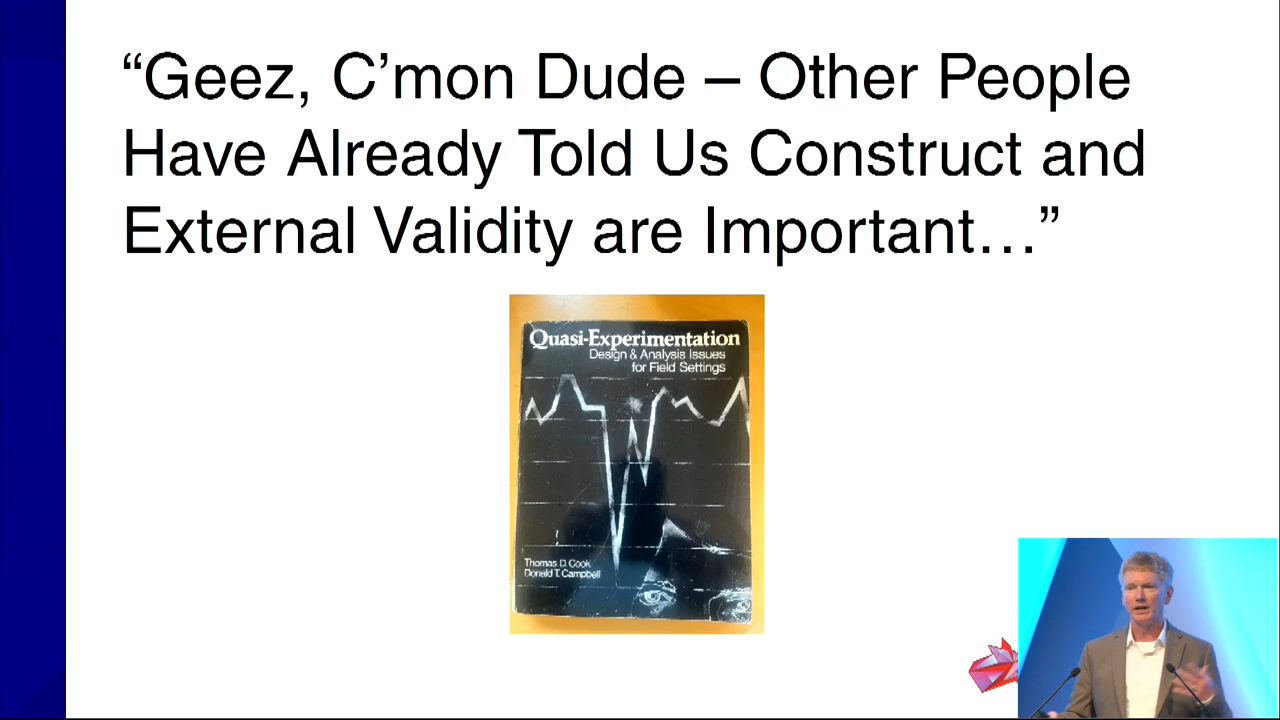 “Geez, C’mon Dude – Other People
Have Already Told Us Construct and
External Validity are Important…”
Quasi-Experimentation
Design & Analysis Issues
for Field Settings
Thomas D. Cook
Donald T. Campbell